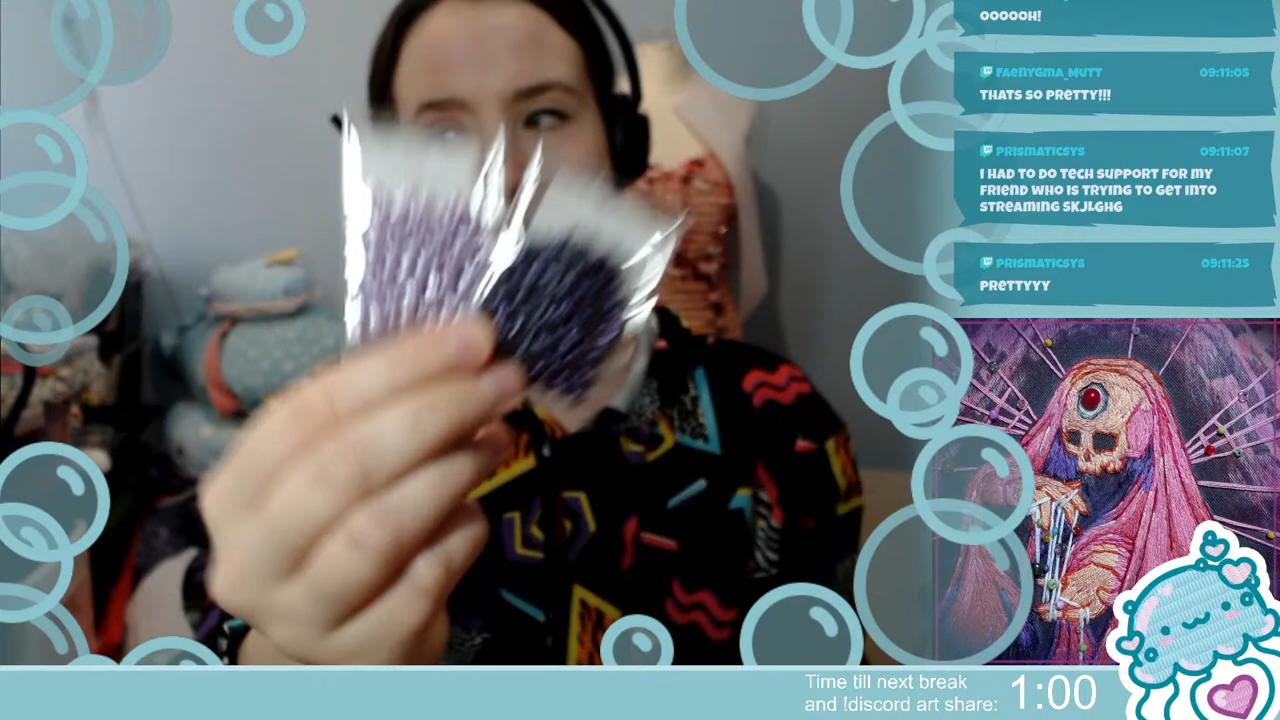 OOOOOH!
FAENYGMA_MUTT 09:11:05
THATS SO PRETTY!!!
PRISMATICSYS 09:11:07
I HAD TO DO TECH SUPPORT FOR MY
FRIEND WHO IS TRYING TO GET INTO
STREAMING SKJLGHG
PRISMATICSYS 09:11:25
PRETTYYY
Time till next break
and !discord art share: 1:00